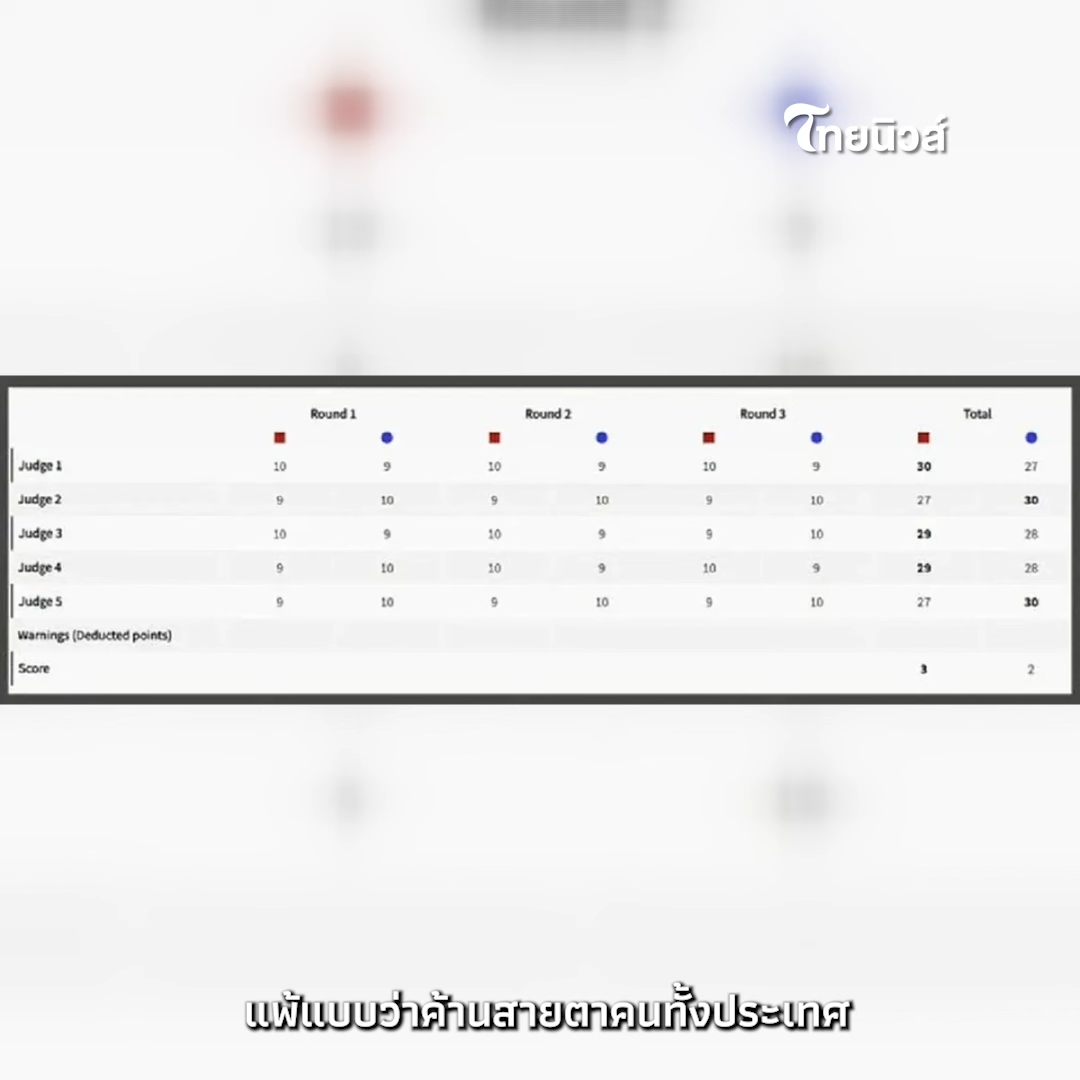 ไทยนิวส์
Round 1 Round 2 Round 3 Total
Judge 1 10 9 10 9 10 9 30 27
Judge 2 9 10 9 10 9 10 27 30
Judge 3 10 9 10 9 9 10 29 28
Judge 4 9 10 10 9 10 9 29 28
Judge 5 9 10 9 10 9 10 27 30
Warnings (Deducted points)
Score 3 2
แพ้แบบว่าค้านสายตาคนทั้งประเทศ